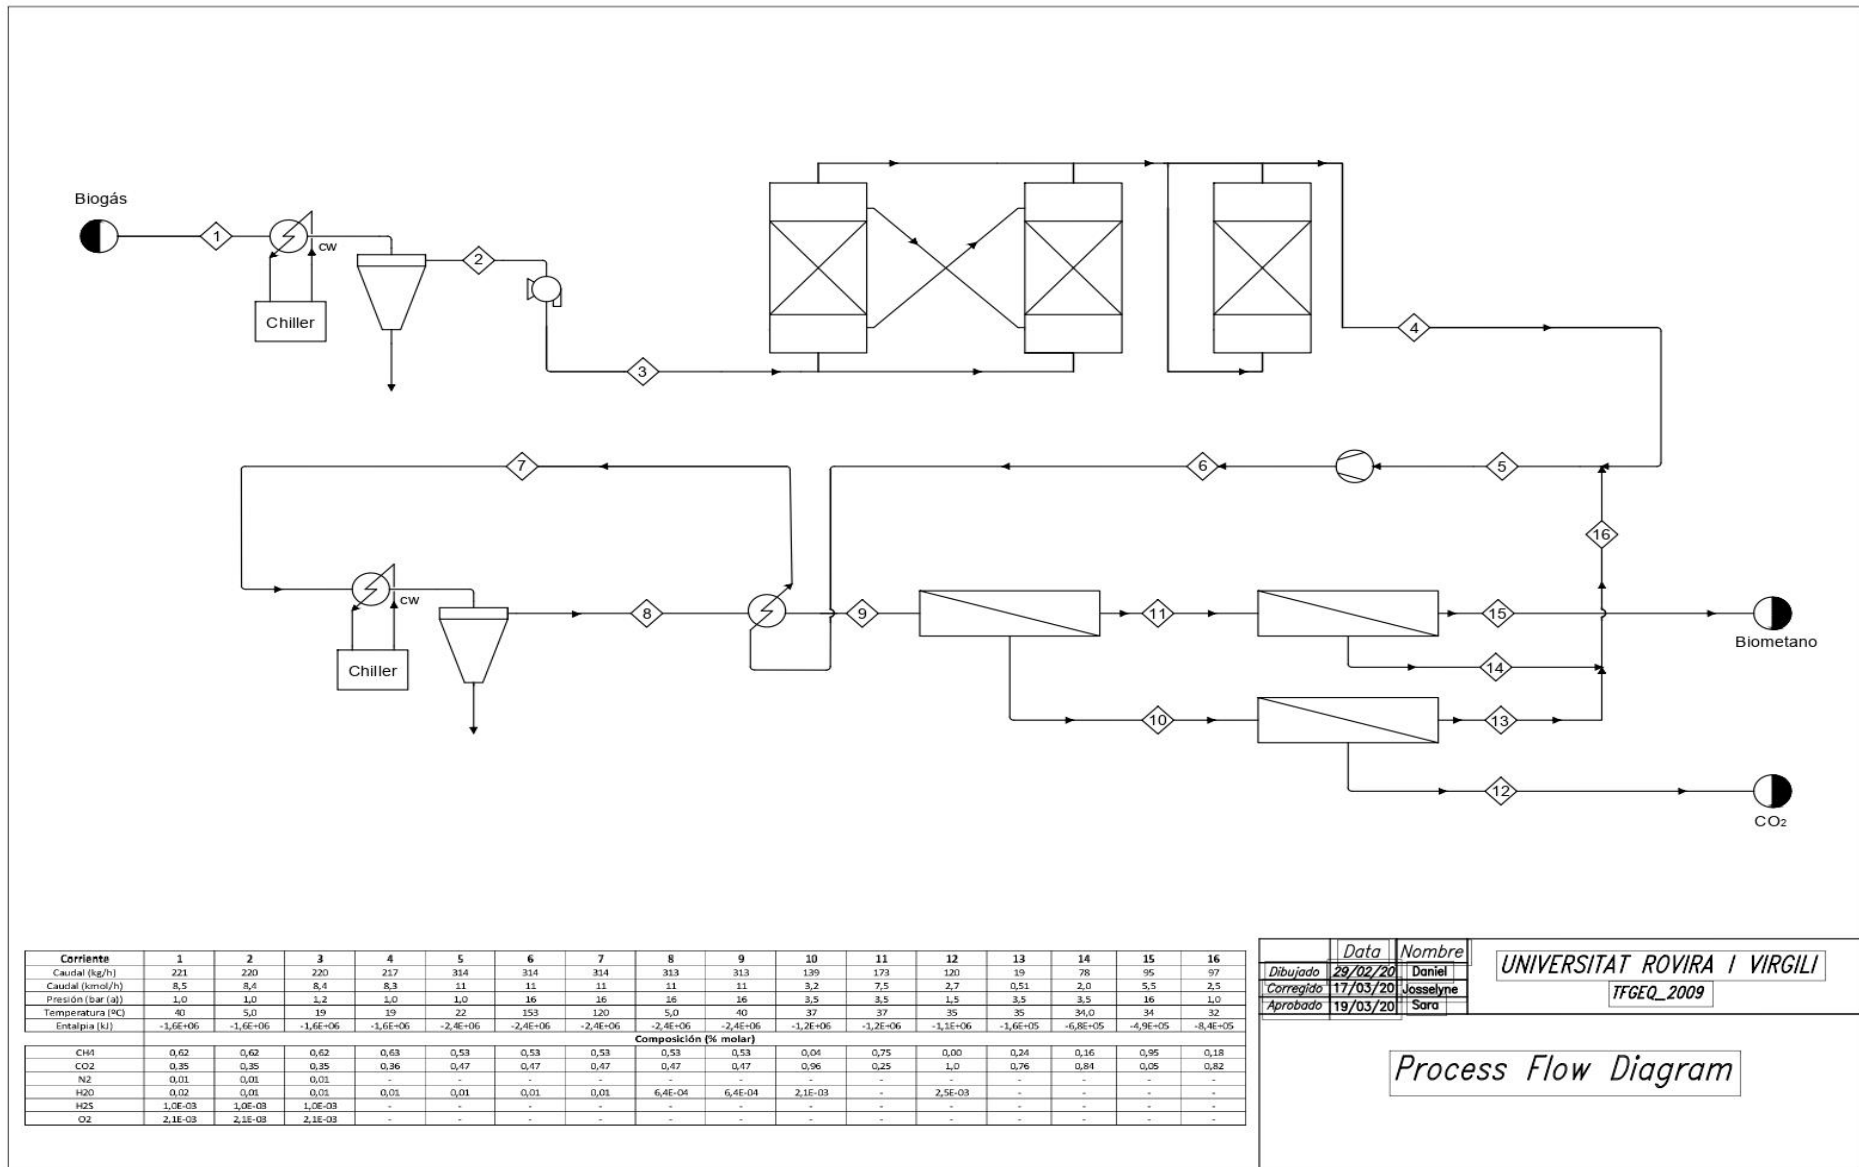 Biogás
1
CW
Chiller
2
3
4
5
6
7
CW
Chiller
8
9
10
11
12
13
14
15
16
Biometano
CO2
Corriente 1 2 3 4 5 6 7 8 9 10 11 12 13 14 15 16
Caudal (kg/h) 221 220 220 217 314 314 314 313 313 139 173 120 19 78 95 97
Caudal (kmol/h) 8,5 8,4 8,4 8,3 11 11 11 11 11 3,2 7,5 2,7 0,51 2,0 5,5 2,5
Presión (bar (a)) 1,0 1,0 1,2 1,0 1,0 16 16 16 16 3,5 3,5 1,5 3,5 3,5 16 1,0
Temperatura (ºC) 40 5,0 19 19 22 153 120 5,0 40 37 37 35 35 34,0 34 32
Entalpia (kJ) -1,6E+06 -1,6E+06 -1,6E+06 -1,6E+06 -2,4E+06 -2,4E+06 -2,4E+06 -2,4E+06 -2,4E+06 -1,2E+06 -1,2E+06 -1,1E+06 -1,6E+05 -6,8E+05 -4,9E+05 -8,4E+05
Composición (% molar)
CH4 0,62 0,62 0,62 0,63 0,53 0,53 0,53 0,53 0,53 0,04 0,75 0,00 0,24 0,16 0,95 0,18
CO2 0,35 0,35 0,35 0,36 0,47 0,47 0,47 0,47 0,47 0,96 0,25 1,0 0,76 0,84 0,05 0,82
N2 0,01 0,01 0,01 - - - - - - - - - - - - -
H20 0,02 0,01 0,01 0,01 0,01 0,01 0,01 6,4E-04 6,4E-04 2,1E-03 - 2,5E-03 - - - -
H2S 1,0E-03 1,0E-03 1,0E-03 - - - - - - - - - - - - -
O2 2,1E-03 2,1E-03 2,1E-03 - - - - - - - - - - - - -
Data Nombre
Dibujado 29/02/20 Daniel
Corregido 17/03/20 Josselyne
Aprobado 19/03/20 Sara
UNIVERSITAT ROVIRA I VIRGILI
TFGEQ_2009
Process Flow Diagram